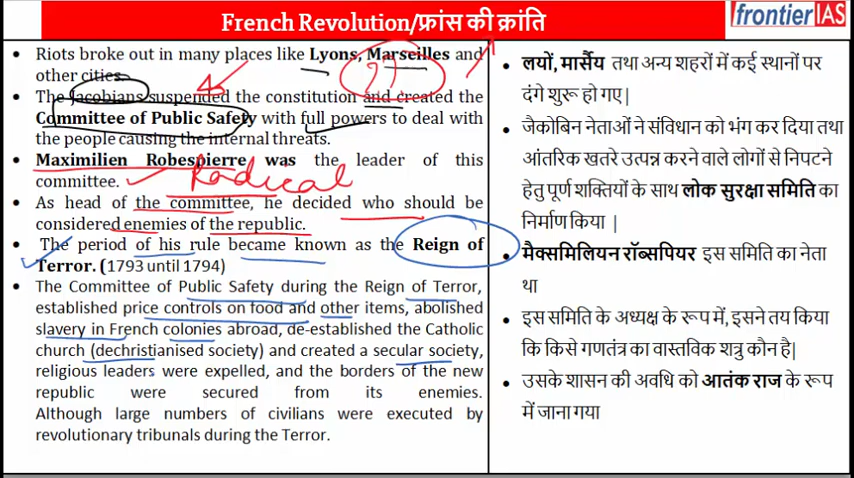 French Revolution/फ्रांस की क्रांति
frontierIAS
• Riots broke out in many places like Lyons, Marseilles and
other cities.
• The Jacobians suspended the constitution and created the
Committee of Public Safety with full powers to deal with
the people causing the internal threats.
• Maximilien Robespierre was the leader of this
committee.
Radical
• As head of the committee, he decided who should be
considered enemies of the republic.
• The period of his rule became known as the Reign of
Terror. (1793 until 1794)
• The Committee of Public Safety during the Reign of Terror,
established price controls on food and other items, abolished
slavery in French colonies abroad, de-established the Catholic
church (dechristianised society) and created a secular society,
religious leaders were expelled, and the borders of the new
republic were secured from its enemies.
Although large numbers of civilians were executed by
revolutionary tribunals during the Terror.
• लयों, मार्सैय तथा अन्य शहरों में कई स्थानों पर
दंगे शुरू हो गए|
• जैकोबिन नेताओं ने संविधान को भंग कर दिया तथा
आंतरिक खतरे उत्पन्न करने वाले लोगों से निपटने
हेतु पूर्ण शक्तियों के साथ लोक सुरक्षा समिति का
निर्माण किया |
• मैक्समिलियन रॉब्सपियर इस समिति का नेता
था
• इस समिति के अध्यक्ष के रूप में, इसने तय किया
कि किसे गणतंत्र का वास्तविक शत्रु कौन है|
• उसके शासन की अवधि को आतंक राज के रूप
में जाना गया